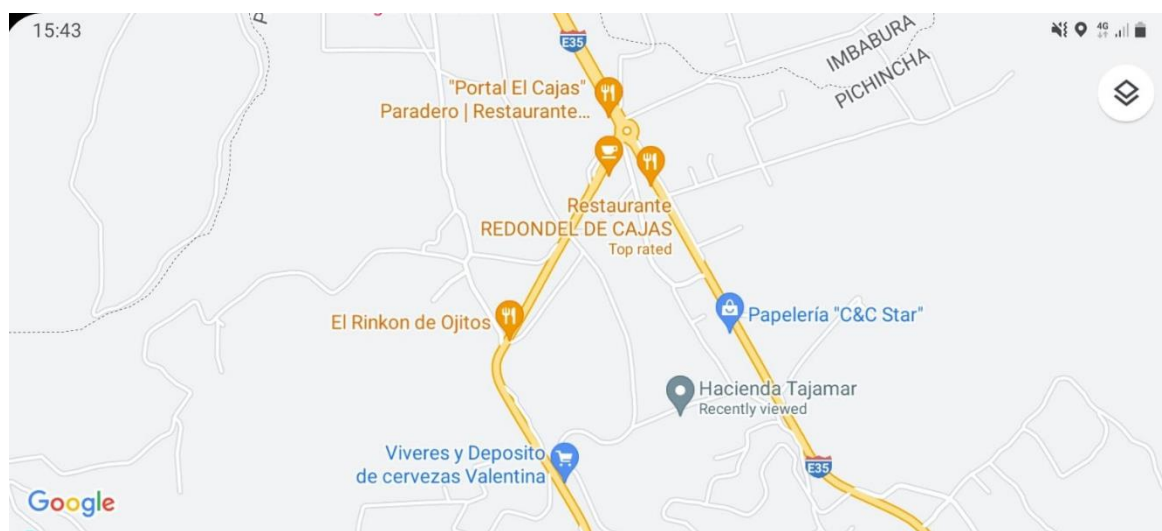 15:43
4G
E35
IMBABURA
PICHINCHA
"Portal El Cajas"
Paradero | Restaurante...
Restaurante
REDONDEL DE CAJAS
Top rated
El Rinkon de Ojitos
Papelería "C&C Star"
Hacienda Tajamar
Recently viewed
Viveres y Deposito
de cervezas Valentina
E35
Google